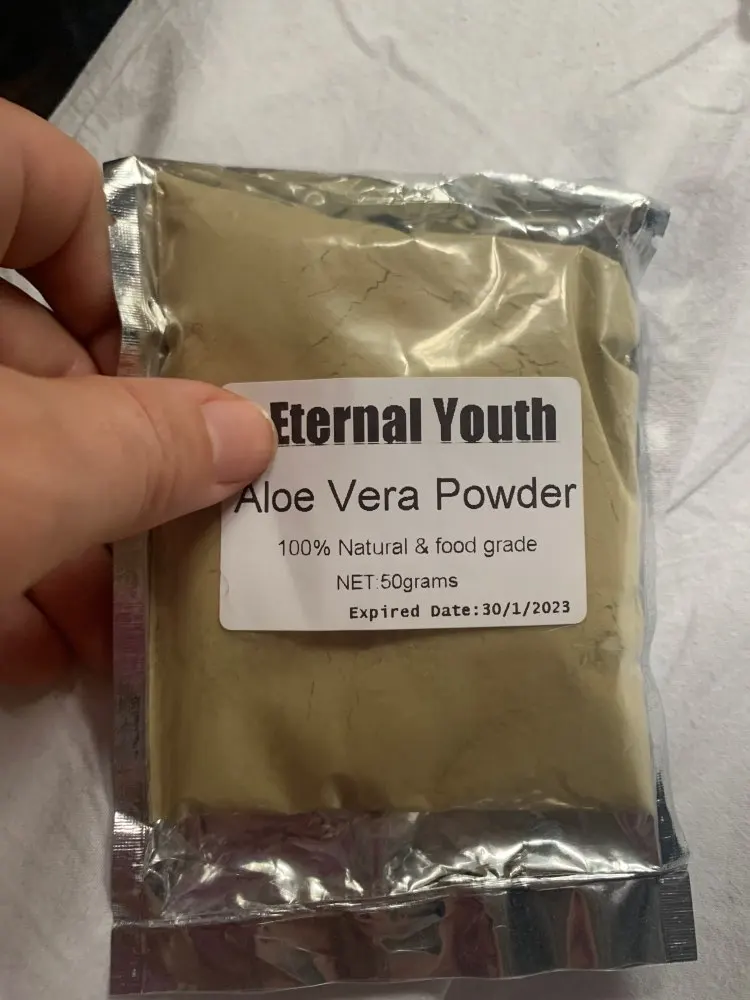 Eternal Youth
Aloe Vera Powder
100% Natural & food grade
NET:50grams
Expired Date:30/1/2023